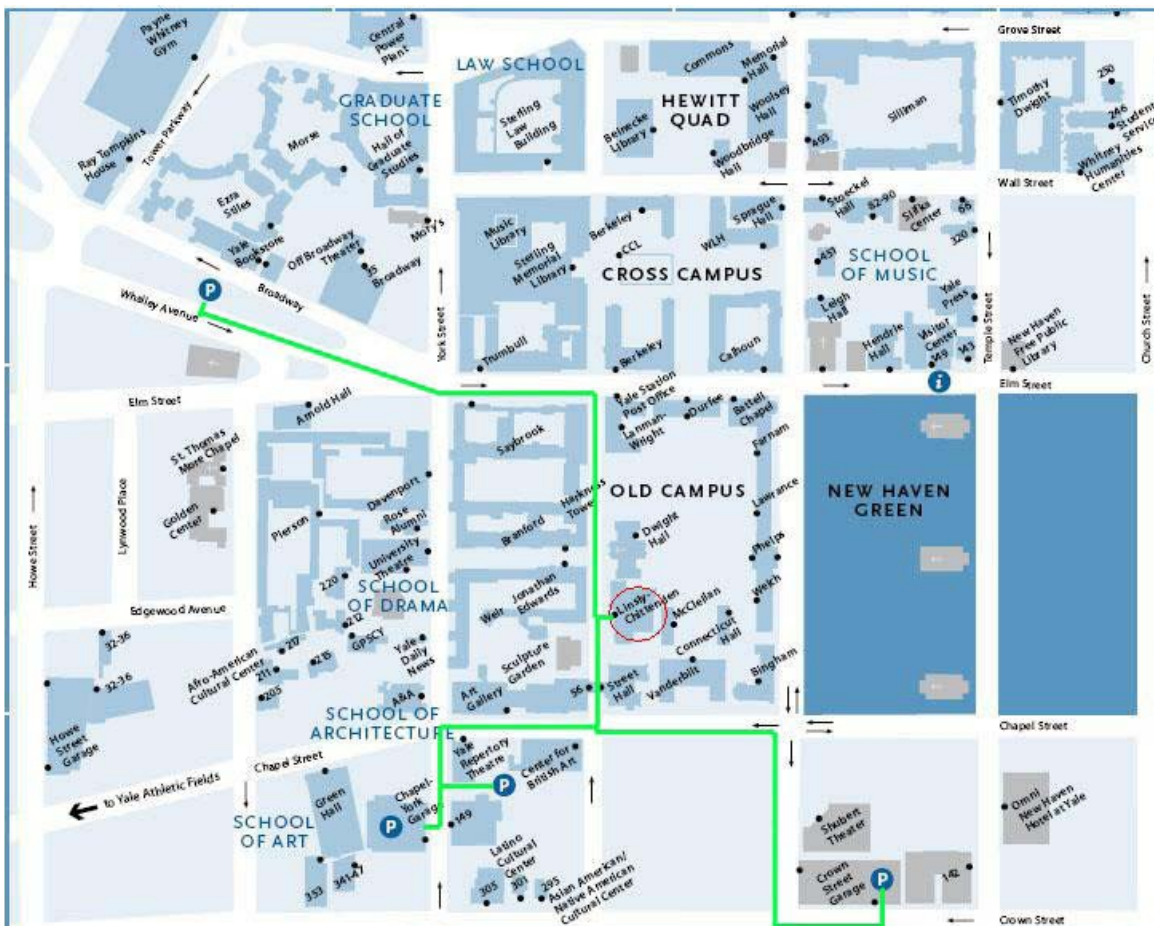 Payne
Whitney
Gym
Central
Power
Plant
Grove Street
LAW SCHOOL
Commons
Memorial
Hall
250
GRADUATE
SCHOOL
Sterling
Law
Building
HEWITT
QUAD
Woolsey
Hall
Beinecke
Library
Silliman
Timothy
Dwight
246
Student
Service
Tower Parkway
Morse
Hall of
Graduate
Studies
Woodbridge
Hall
493
Whitney
Humanities
Center
Ray Tompkins
House
Wall Street
Ezra
Stiles
Stoeckel
Hall
82-90
Slifka
Center
66
Mory's
Music
Library
Berkeley
Sprague
Hall
Yale
Bookstore
Off Broadway
Theater
35
Broadway
Sterling
Memorial
Library
CCL
WLH
320
CROSS CAMPUS
451
SCHOOL
OF MUSIC
P
Broadway
Whalley Avenue
York Street
Leigh
Hall
Yale
Press
Hendrie
Hall
Visitor
Center
149
143
Temple Street
New Haven
Free Public
Library
Church Street
Trumbull
Berkeley
Calhoun
i
Elm Street
Elm Street
Arnold Hall
Yale Station
Post Office
Durfee
Battell
Chapel
Lanman-
Wright
Saybrook
Farnam
St. Thomas
More Chapel
Lynwood Place
Howe Street
Golden
Center
Davenport
Harkness
Tower
OLD CAMPUS
NEW HAVEN
GREEN
Lawrance
Pierson
Rose
Alumni
Branford
Dwight
Hall
University
Theatre
Phelps
220
SCHOOL
OF DRAMA
Weir
Jonathan
Edwards
Linsly-
Chittenden
McClellan
Welch
Edgewood Avenue
212
GPSCY
Connecticut
Hall
32-36
217
Afro-American
Cultural Center
215
Yale
Daily
News
Sculpture
Garden
32-36
211
205
A&A
Art
Gallery
56
Street
Hall
Vanderbilt
Bingham
SCHOOL OF
ARCHITECTURE
Howe
Street
Garage
Chapel Street
Chapel Street
Yale
Repertory
Theatre
Center for
British Art
to Yale Athletic Fields
P
Green
Hall
Chapel-
York
Garage
P
149
SCHOOL
OF ART
Shubert
Theater
Omni
New Haven
Hotel at Yale
Latino
Cultural
Center
353
341-47
305
301
295
Asian American/
Native American
Cultural Center
Crown
Street
Garage
P
142
Crown Street